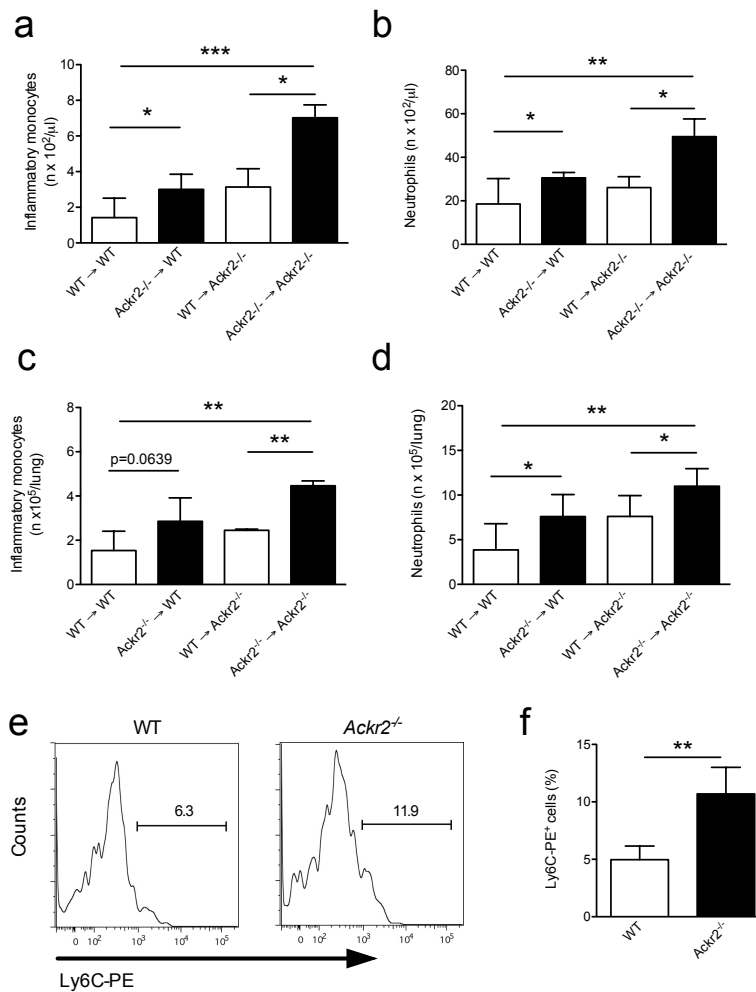 a
***
*
*
Inflammatory monocytes
(n x 10²/µl)
10
8
6
4
2
0
WT → WT
Ackr2-/- → WT
WT → Ackr2-/-
Ackr2-/- → Ackr2-/-
b
**
*
*
Neutrophils (n x 10²/µl)
80
60
40
20
0
WT → WT
Ackr2-/- → WT
WT → Ackr2-/-
Ackr2-/- → Ackr2-/-
c
**
p=0.0639
**
Inflammatory monocytes
(n x10⁵/lung)
8
6
4
2
0
WT → WT
Ackr2⁻/⁻ → WT
WT → Ackr2⁻/⁻
Ackr2⁻/⁻ → Ackr2⁻/⁻
d
**
*
*
Neutrophils (n x 10⁵/lung)
20
15
10
5
0
WT → WT
Ackr2⁻/⁻ → WT
WT → Ackr2⁻/⁻
Ackr2⁻/⁻ → Ackr2⁻/⁻
e
WT
Ackr2⁻/⁻
Counts
6.3
11.9
0 10² 10³ 10⁴ 10⁵
0 10² 10³ 10⁴ 10⁵
Ly6C-PE
f
**
Ly6C-PE⁺ cells (%)
15
10
5
0
WT
Ackr2⁻/⁻